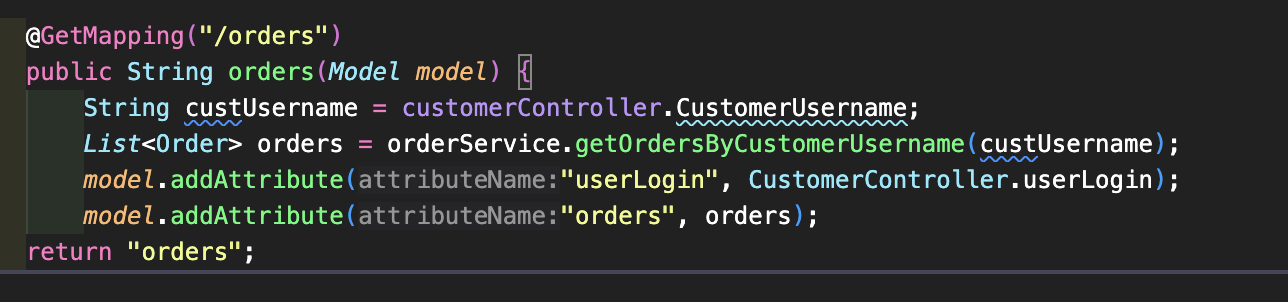 @GetMapping("/orders")
public String orders(Model model) {
String custUsername = customerController.CustomerUsername;
List<Order> orders = orderService.getOrdersByCustomerUsername(custUsername);
model.addAttribute(attributeName:"userLogin", CustomerController.userLogin);
model.addAttribute(attributeName:"orders", orders);
return "orders";